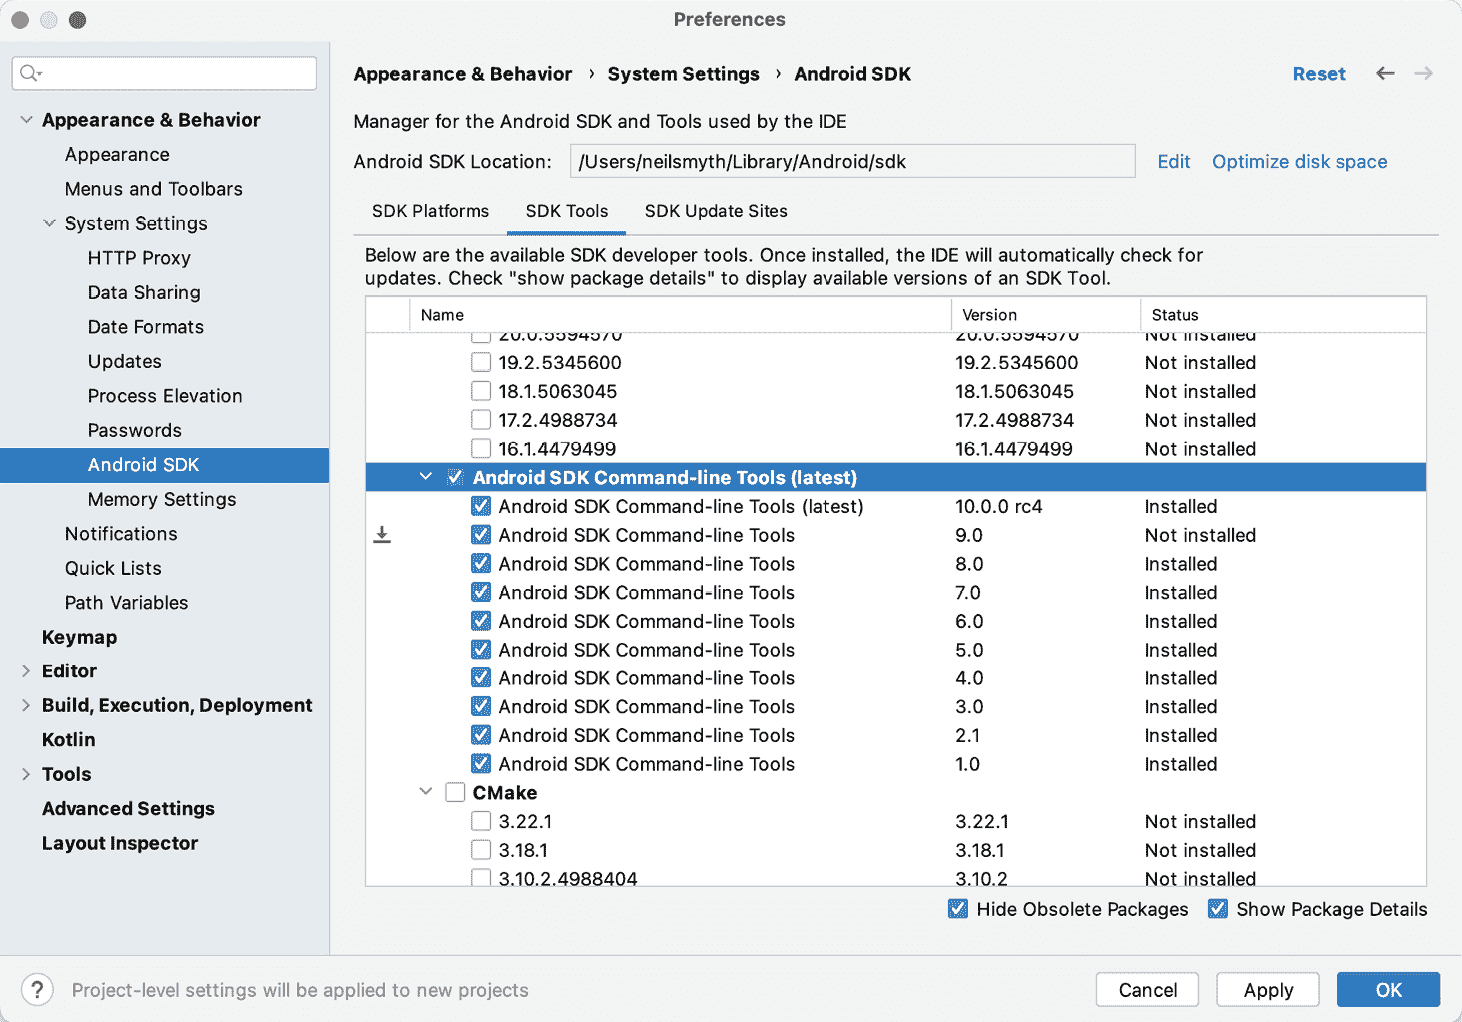 Preferences
Appearance & Behavior › System Settings › Android SDK
Reset
Manager for the Android SDK and Tools used by the IDE
Android SDK Location: /Users/neilsmyth/Library/Android/sdk Edit Optimize disk space
SDK Platforms SDK Tools SDK Update Sites
Below are the available SDK developer tools. Once installed, the IDE will automatically check for
updates. Check "show package details" to display available versions of an SDK Tool.
Name Version Status
20.0.5594570 20.0.5594570 Not installed
19.2.5345600 19.2.5345600 Not installed
18.1.5063045 18.1.5063045 Not installed
17.2.4988734 17.2.4988734 Not installed
16.1.4479499 16.1.4479499 Not installed
Android SDK Command-line Tools (latest)
Android SDK Command-line Tools (latest) 10.0.0 rc4 Installed
Android SDK Command-line Tools 9.0 Not installed
Android SDK Command-line Tools 8.0 Installed
Android SDK Command-line Tools 7.0 Installed
Android SDK Command-line Tools 6.0 Installed
Android SDK Command-line Tools 5.0 Installed
Android SDK Command-line Tools 4.0 Installed
Android SDK Command-line Tools 3.0 Installed
Android SDK Command-line Tools 2.1 Installed
Android SDK Command-line Tools 1.0 Installed
CMake
3.22.1 3.22.1 Not installed
3.18.1 3.18.1 Not installed
3.10.2.4988404 3.10.2 Not installed
Hide Obsolete Packages Show Package Details
Appearance & Behavior
Appearance
Menus and Toolbars
System Settings
HTTP Proxy
Data Sharing
Date Formats
Updates
Process Elevation
Passwords
Android SDK
Memory Settings
Notifications
Quick Lists
Path Variables
Keymap
Editor
Build, Execution, Deployment
Kotlin
Tools
Advanced Settings
Layout Inspector
? Project-level settings will be applied to new projects
Cancel Apply OK